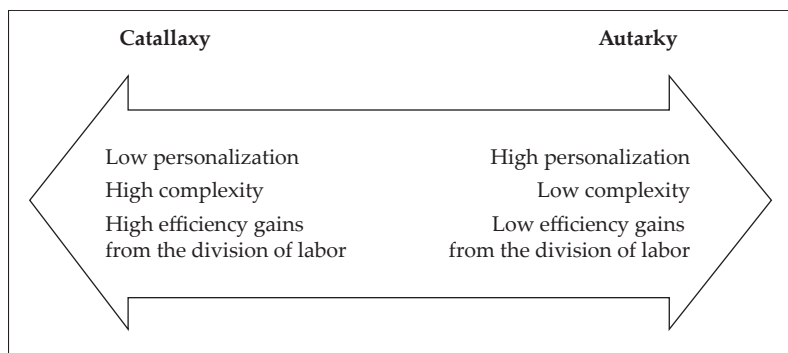 Catallaxy
Autarky
Low personalization
High complexity
High efficiency gains
from the division of labor
High personalization
Low complexity
Low efficiency gains
from the division of labor